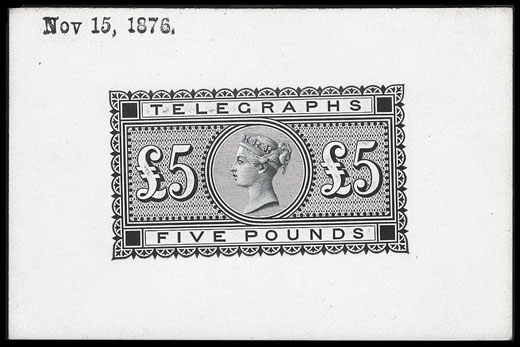 Nov 15, 1876.
TELEGRAPHS
£5 £5
FIVE POUNDS